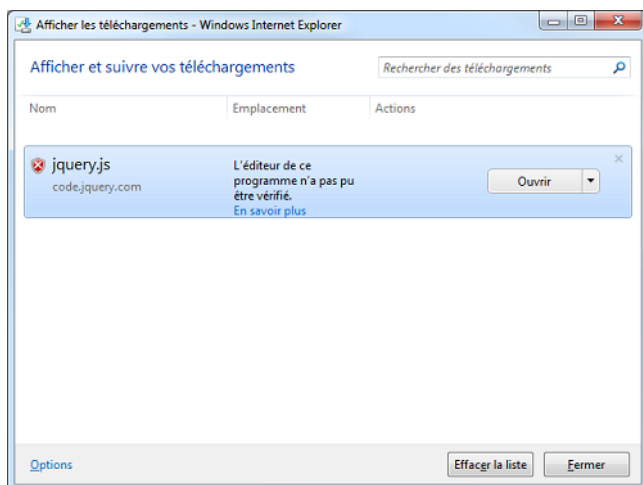 Afficher les téléchargements - Windows Internet Explorer
Afficher et suivre vos téléchargements
Rechercher des téléchargements
Nom Emplacement Actions
jquery.js
code.jquery.com
L'éditeur de ce
programme n'a pas pu
être vérifié.
En savoir plus
Ouvrir
Options
Effacer la liste
Fermer